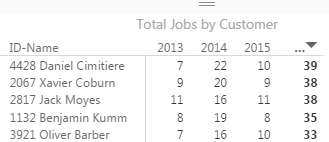 Total Jobs by Customer
ID-Name 2013 2014 2015 ...
4428 Daniel Cimitiere 7 22 10 39
2067 Xavier Coburn 9 20 9 38
2817 Jack Moyes 11 16 11 38
1132 Benjamin Kumm 8 19 8 35
3921 Oliver Barber 7 16 10 33